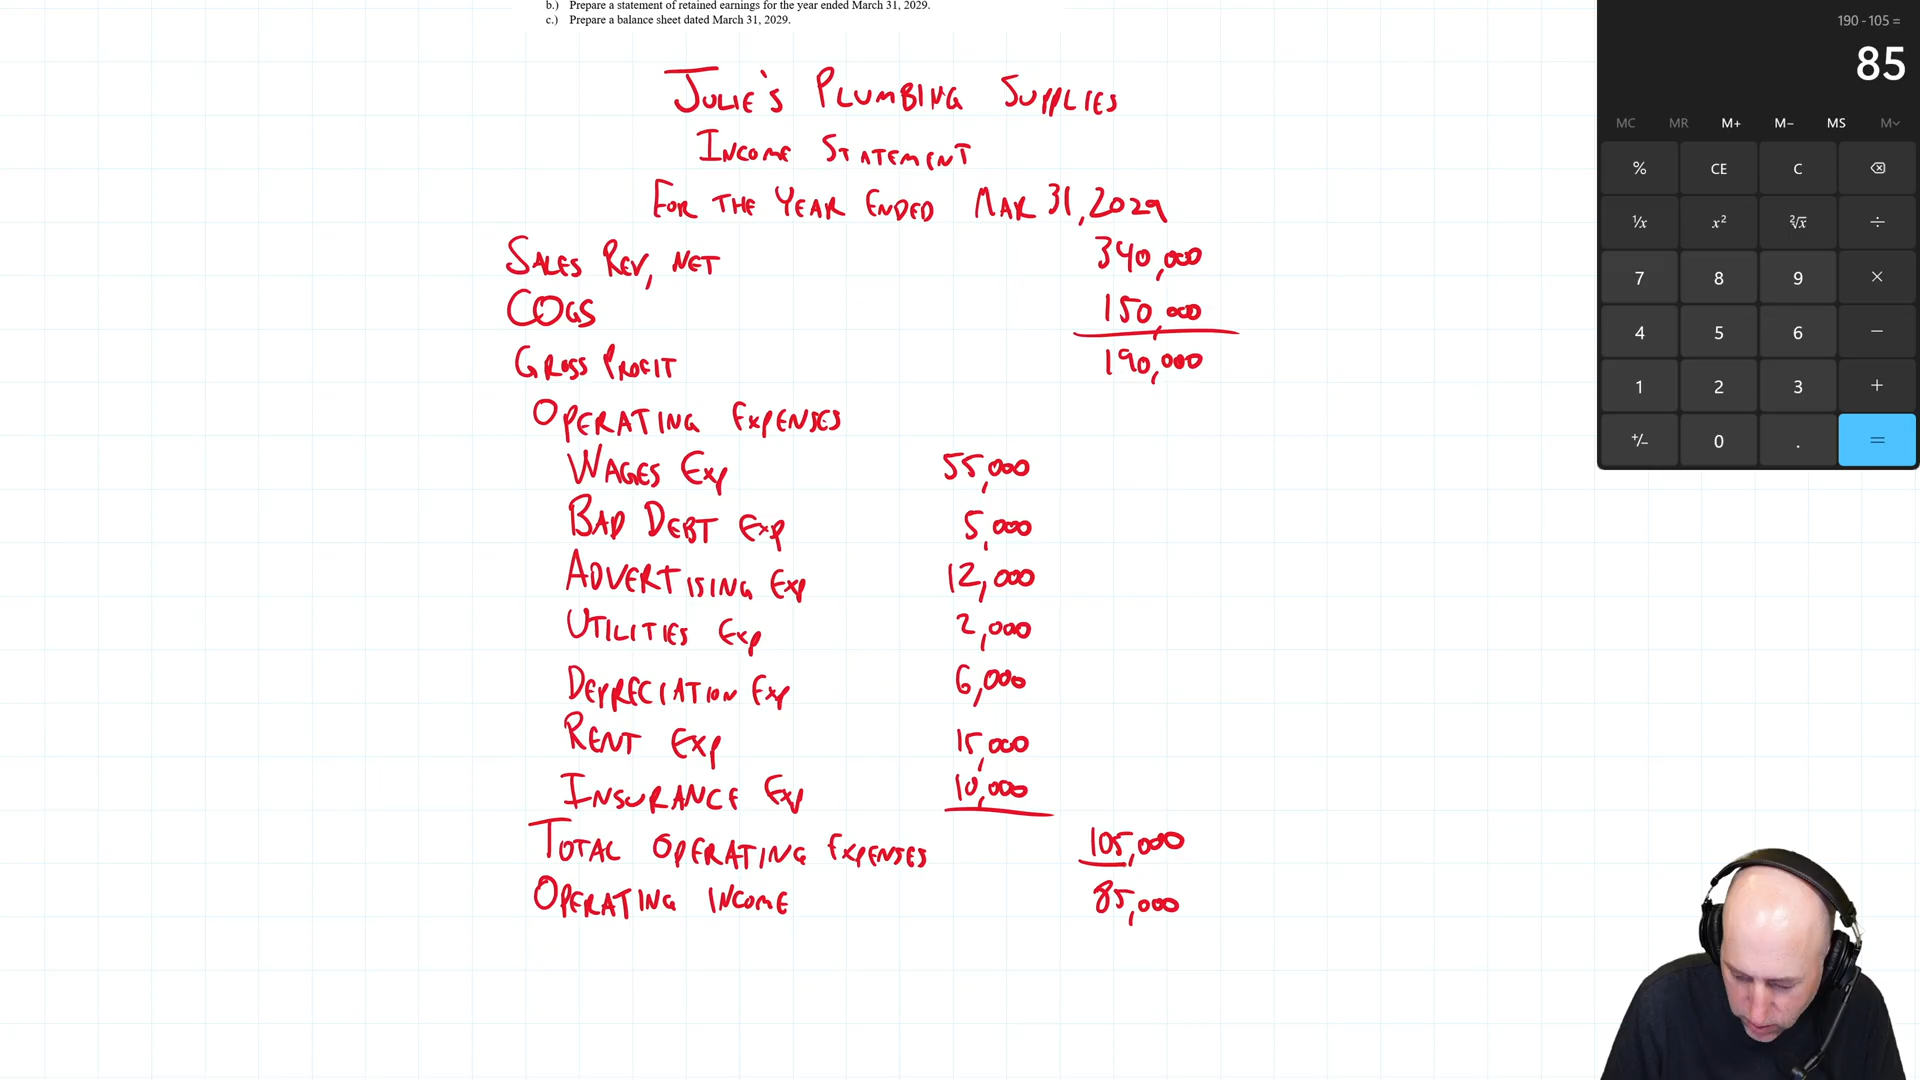 b.) Prepare a statement of retained earnings for the year ended March 31, 2029.
c.) Prepare a balance sheet dated March 31, 2029.
JULIE'S PLUMBING SUPPLIES
INCOME STATEMENT
FOR THE YEAR ENDED MAR 31, 2029
SALES REV, NET 340,000
COGS 150,000
GROSS PROFIT 190,000
OPERATING EXPENSES
WAGES EXP 55,000
BAD DEBT EXP 5,000
ADVERTISING EXP 12,000
UTILITIES EXP 2,000
DEPRECIATION EXP 6,000
RENT EXP 15,000
INSURANCE EXP 10,000
TOTAL OPERATING EXPENSES 105,000
OPERATING INCOME 85,000
190 - 105 =
85
MC MR M+ M− MS M˅
% CE C ⌫
1/x x² ²√x ÷
7 8 9 ×
4 5 6 −
1 2 3 +
+/− 0 . =